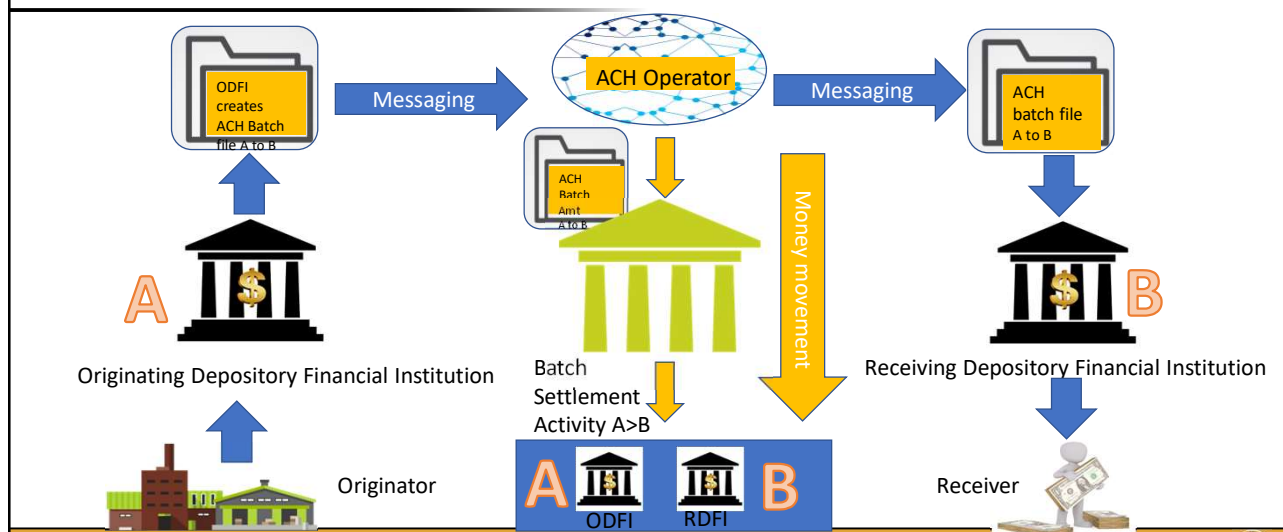 ODFI
creates
ACH Batch
file A to B
Messaging
ACH Operator
Messaging
ACH
batch file
A to B
ACH
Batch
Amt
A to B
Money movement
A
B
Originating Depository Financial Institution
Batch
Settlement
Activity A>B
Receiving Depository Financial Institution
Originator
A
B
ODFI
RDFI
Receiver